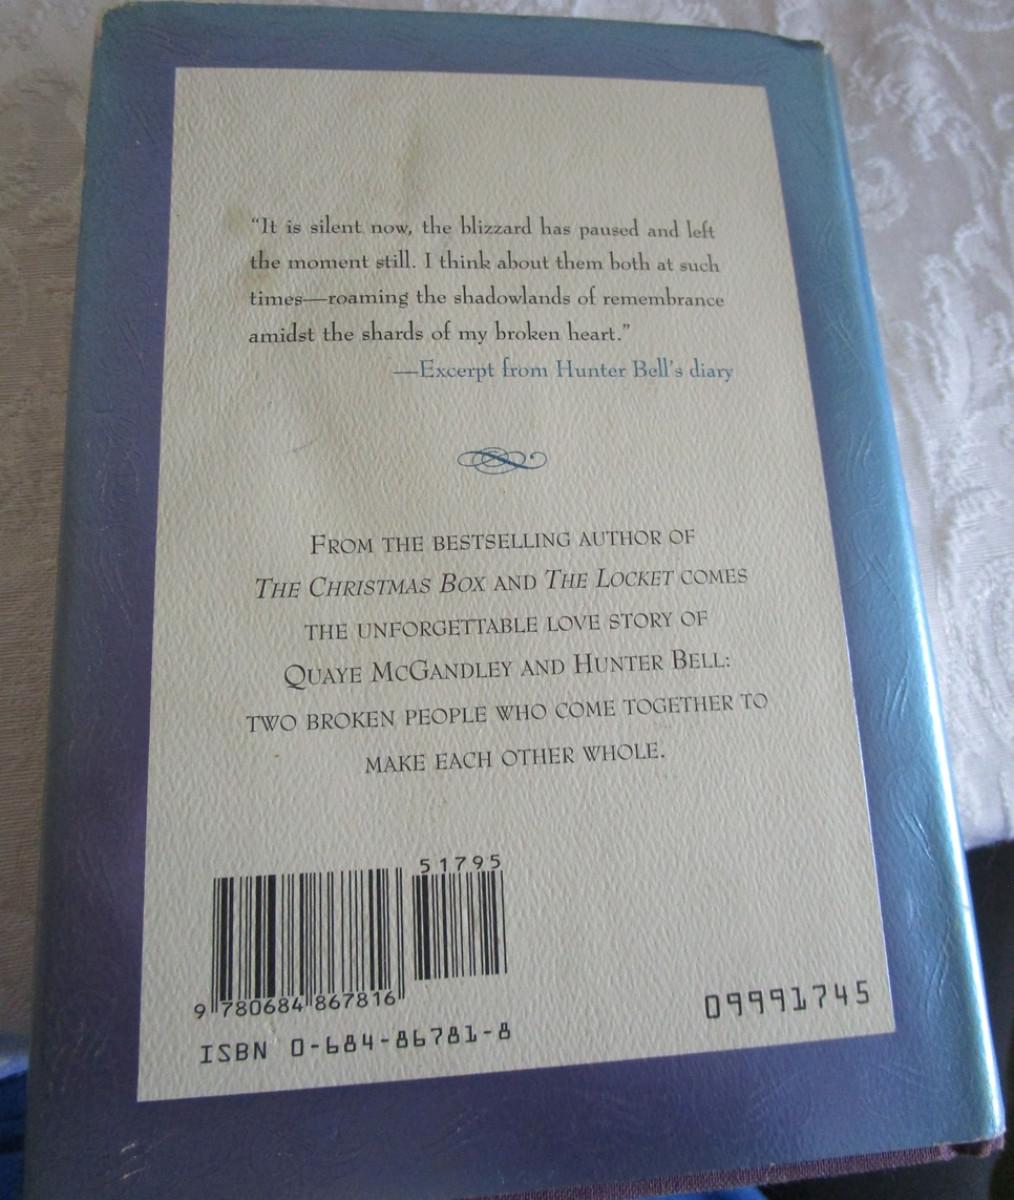 “It is silent now, the blizzard has paused and left
the moment still. I think about them both at such
times—roaming the shadowlands of remembrance
amidst the shards of my broken heart.”
—Excerpt from Hunter Bell's diary
FROM THE BESTSELLING AUTHOR OF
THE CHRISTMAS BOX AND THE LOCKET COMES
THE UNFORGETTABLE LOVE STORY OF
QUAYE MCGANDLEY AND HUNTER BELL:
TWO BROKEN PEOPLE WHO COME TOGETHER TO
MAKE EACH OTHER WHOLE.
51795
9 780684 867816
ISBN 0-684-86781-8
09991745